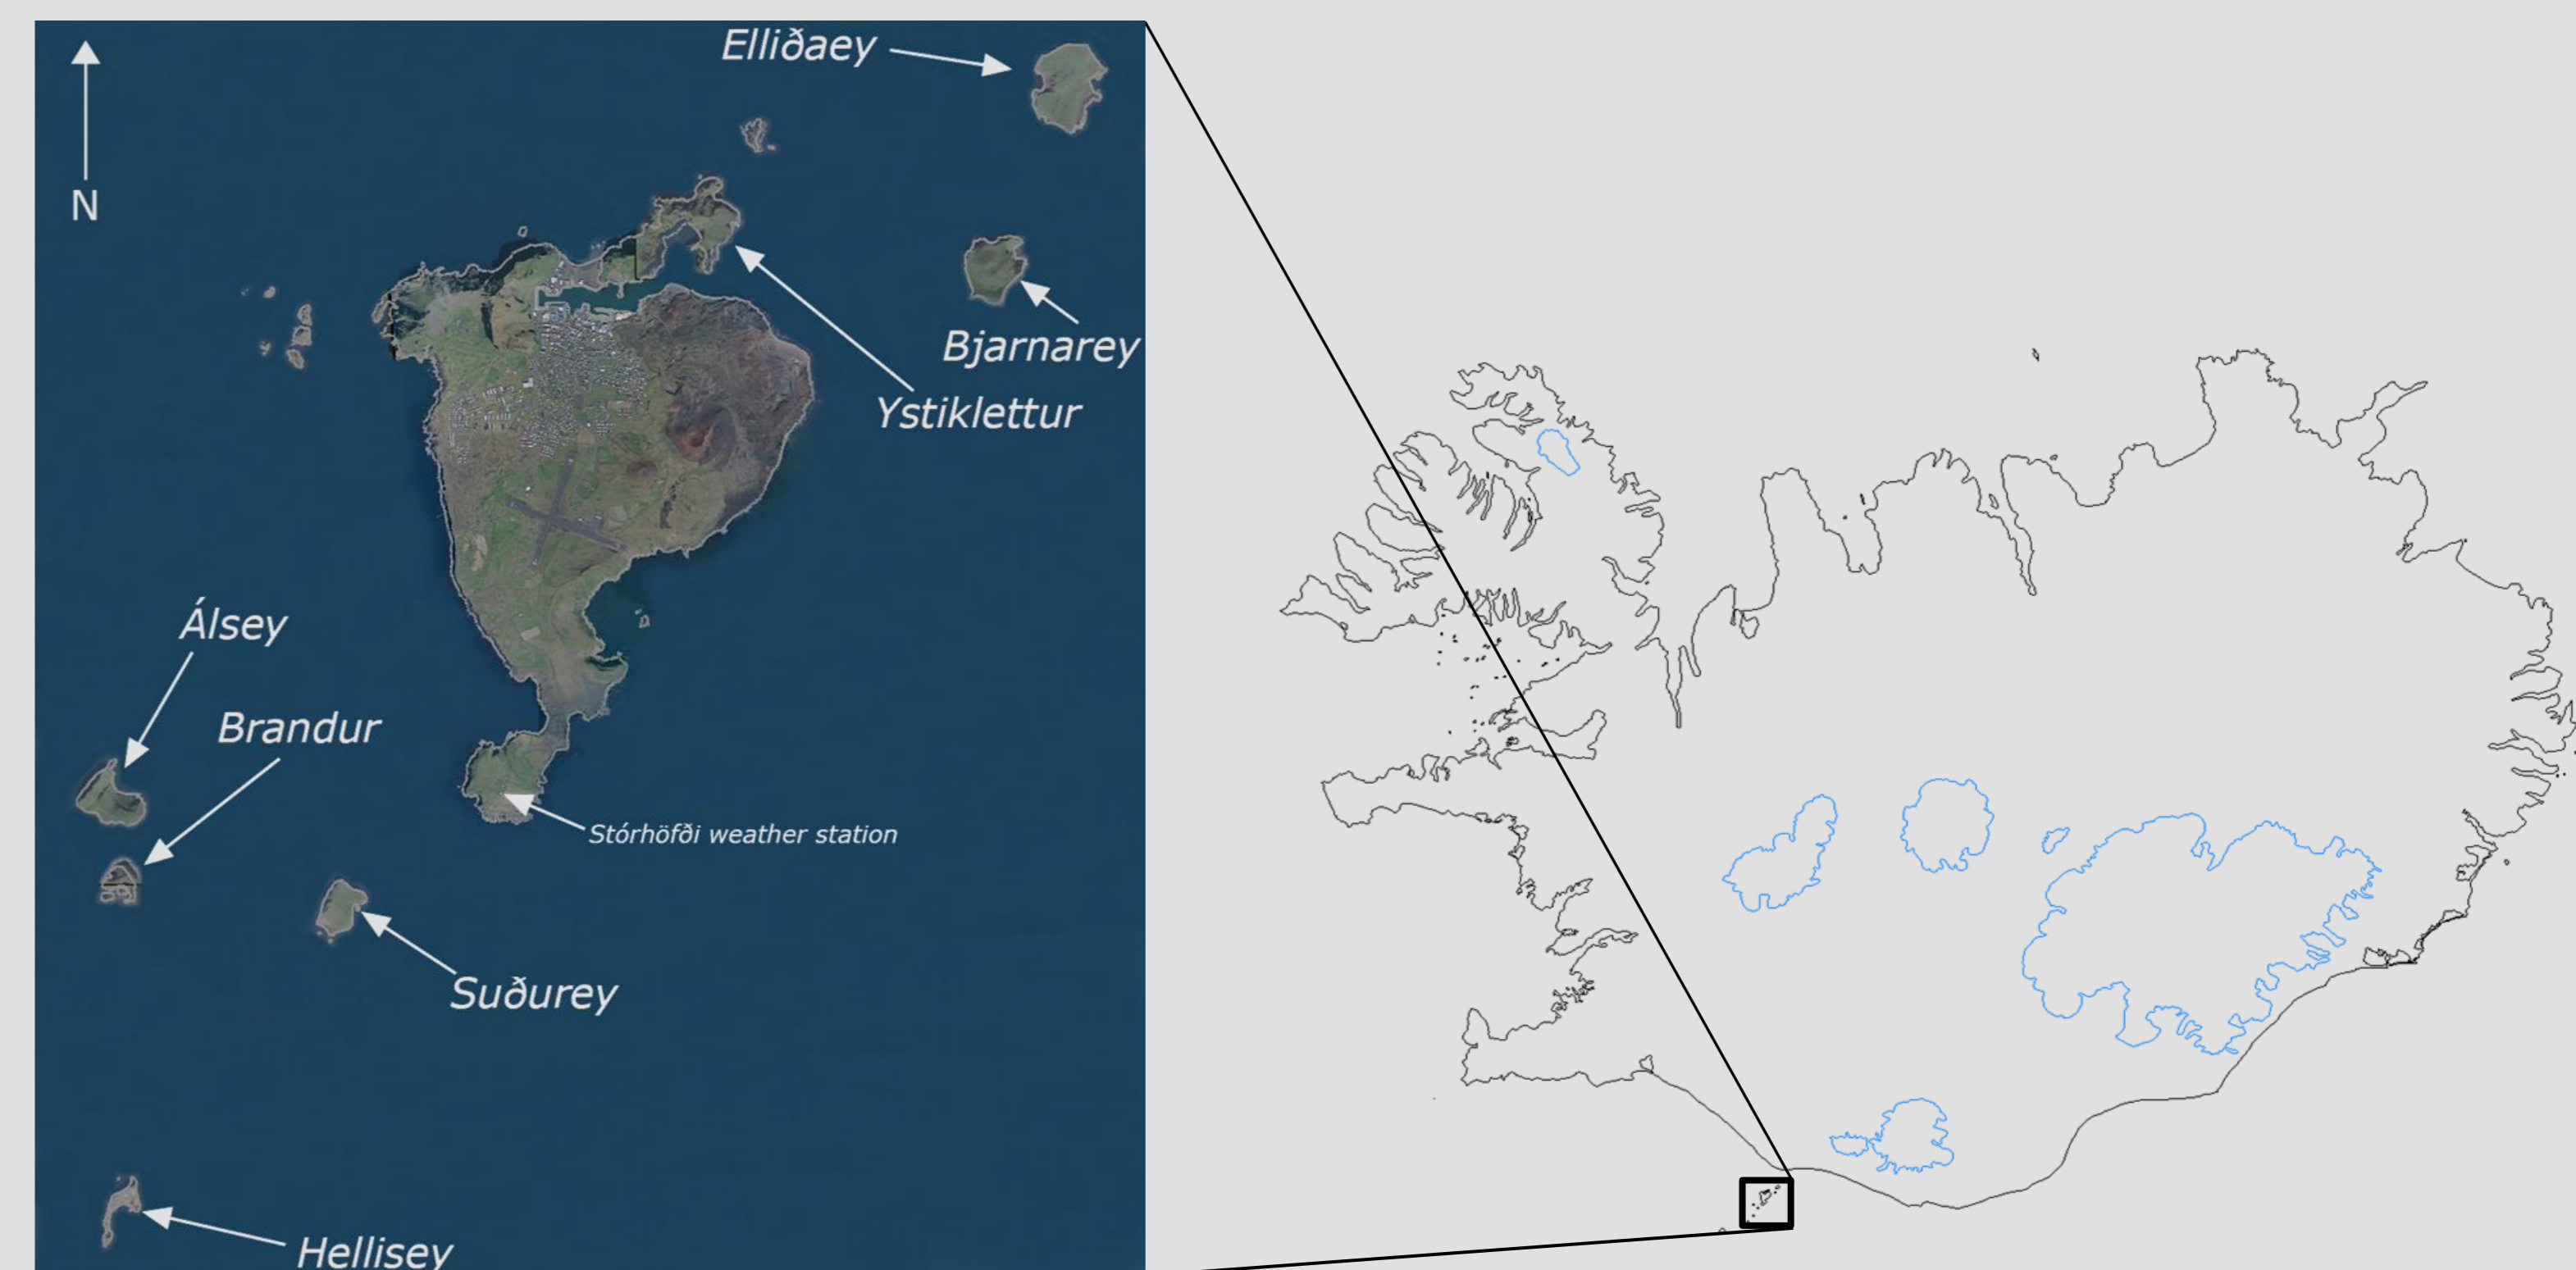 Elliðaey
N
Bjarnarey
Ystiklettur
Álsey
Brandur
Stórhöfði weather station
Suðurey
Hellisey